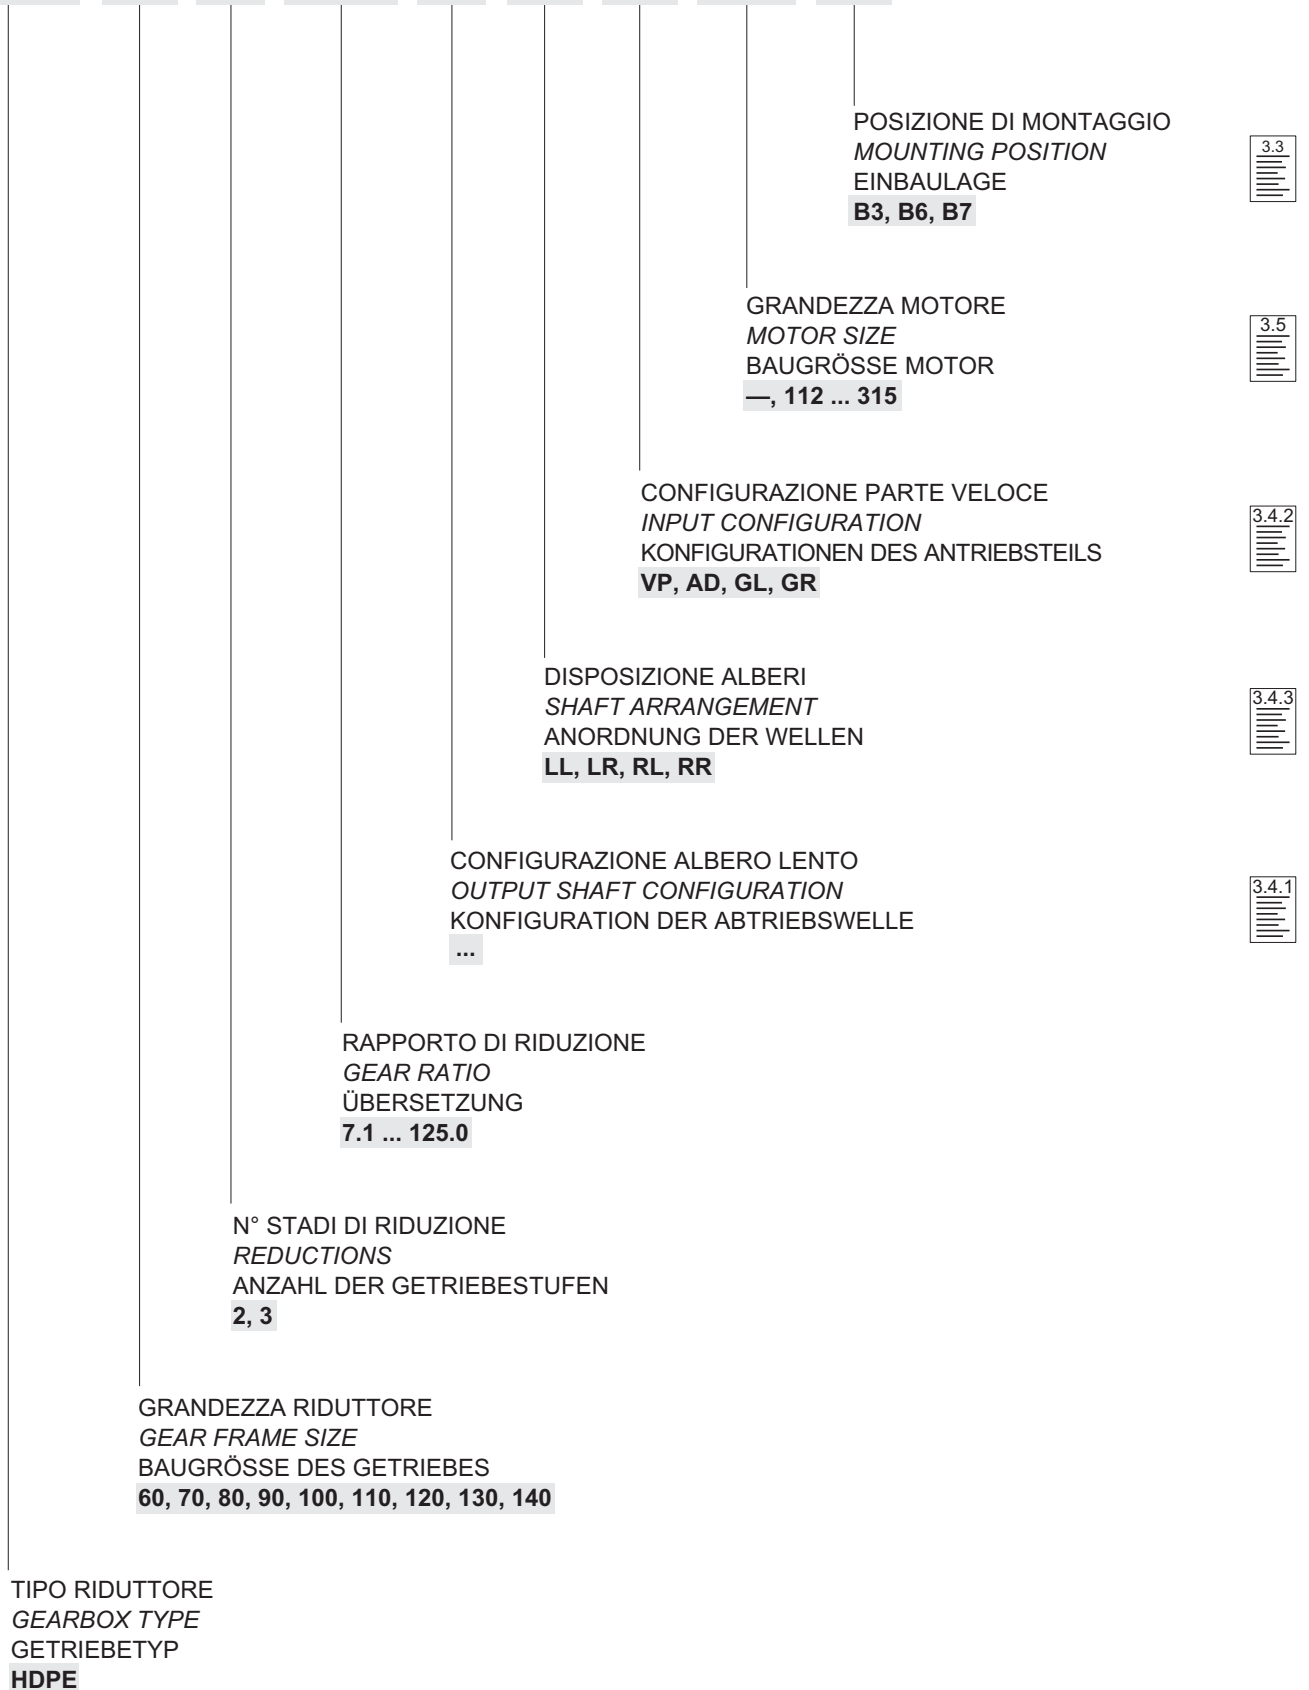 POSIZIONE DI MONTAGGIO
MOUNTING POSITION
EINBAULAGE
B3, B6, B7
3.3
GRANDEZZA MOTORE
MOTOR SIZE
BAUGRÖSSE MOTOR
—, 112 ... 315
3.5
CONFIGURAZIONE PARTE VELOCE
INPUT CONFIGURATION
KONFIGURATIONEN DES ANTRIEBSTEILS
VP, AD, GL, GR
3.4.2
DISPOSIZIONE ALBERI
SHAFT ARRANGEMENT
ANORDNUNG DER WELLEN
LL, LR, RL, RR
3.4.3
CONFIGURAZIONE ALBERO LENTO
OUTPUT SHAFT CONFIGURATION
KONFIGURATION DER ABTRIEBSWELLE
...
3.4.1
RAPPORTO DI RIDUZIONE
GEAR RATIO
ÜBERSETZUNG
7.1 ... 125.0
N° STADI DI RIDUZIONE
REDUCTIONS
ANZAHL DER GETRIEBESTUFEN
2, 3
GRANDEZZA RIDUTTORE
GEAR FRAME SIZE
BAUGRÖSSE DES GETRIEBES
60, 70, 80, 90, 100, 110, 120, 130, 140
TIPO RIDUTTORE
GEARBOX TYPE
GETRIEBETYP
HDPE